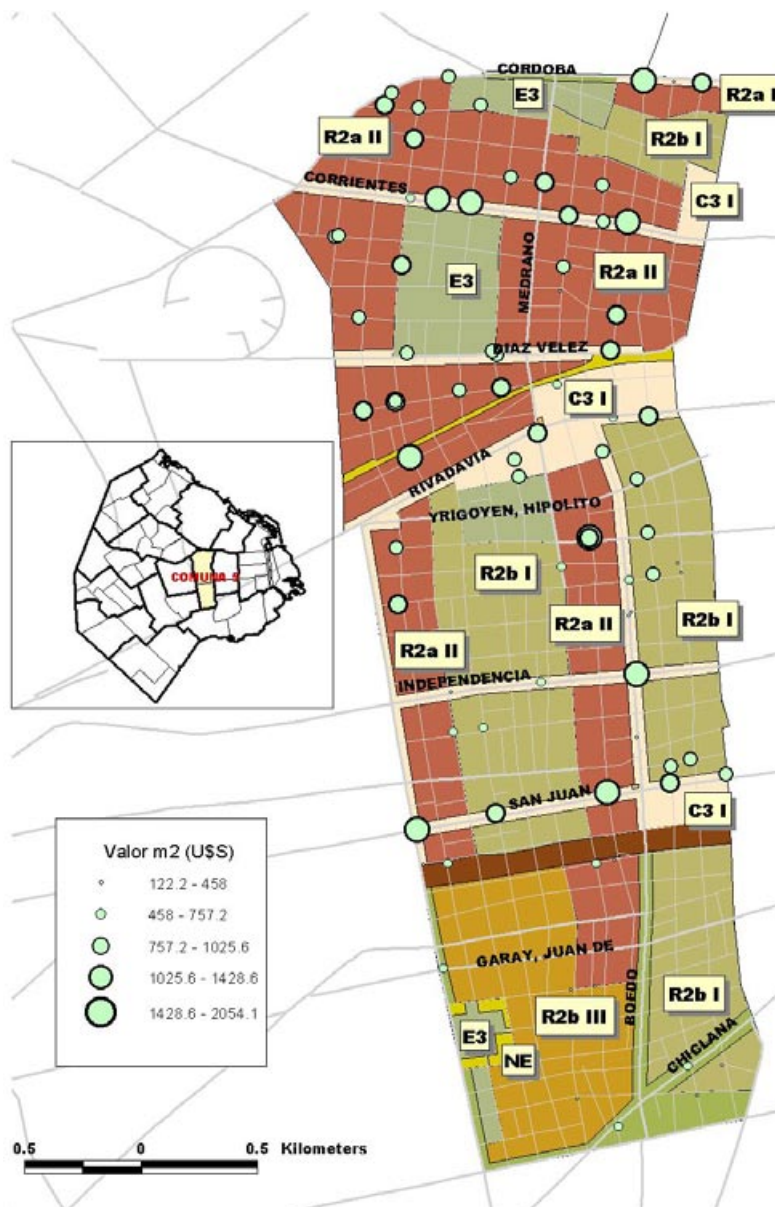 CORDOBA
E3
R2a I
R2a II
R2b I
CORRIENTES
C3 I
MEDRANO
R2a II
E3
DIAZ VELEZ
C3 I
RIVADAVIA
YRIGOYEN, HIPOLITO
COMUNA 5
R2b I
R2a II
R2b I
R2a II
INDEPENDENCIA
SAN JUAN
C3 I
Valor m2 (U$S)
122.2 - 458
458 - 757.2
757.2 - 1025.6
1025.6 - 1428.6
1428.6 - 2054.1
GARAY, JUAN DE
BOEDO
R2b I
R2b III
E3
NE
CHICLANA
0.5 0 0.5 Kilometers